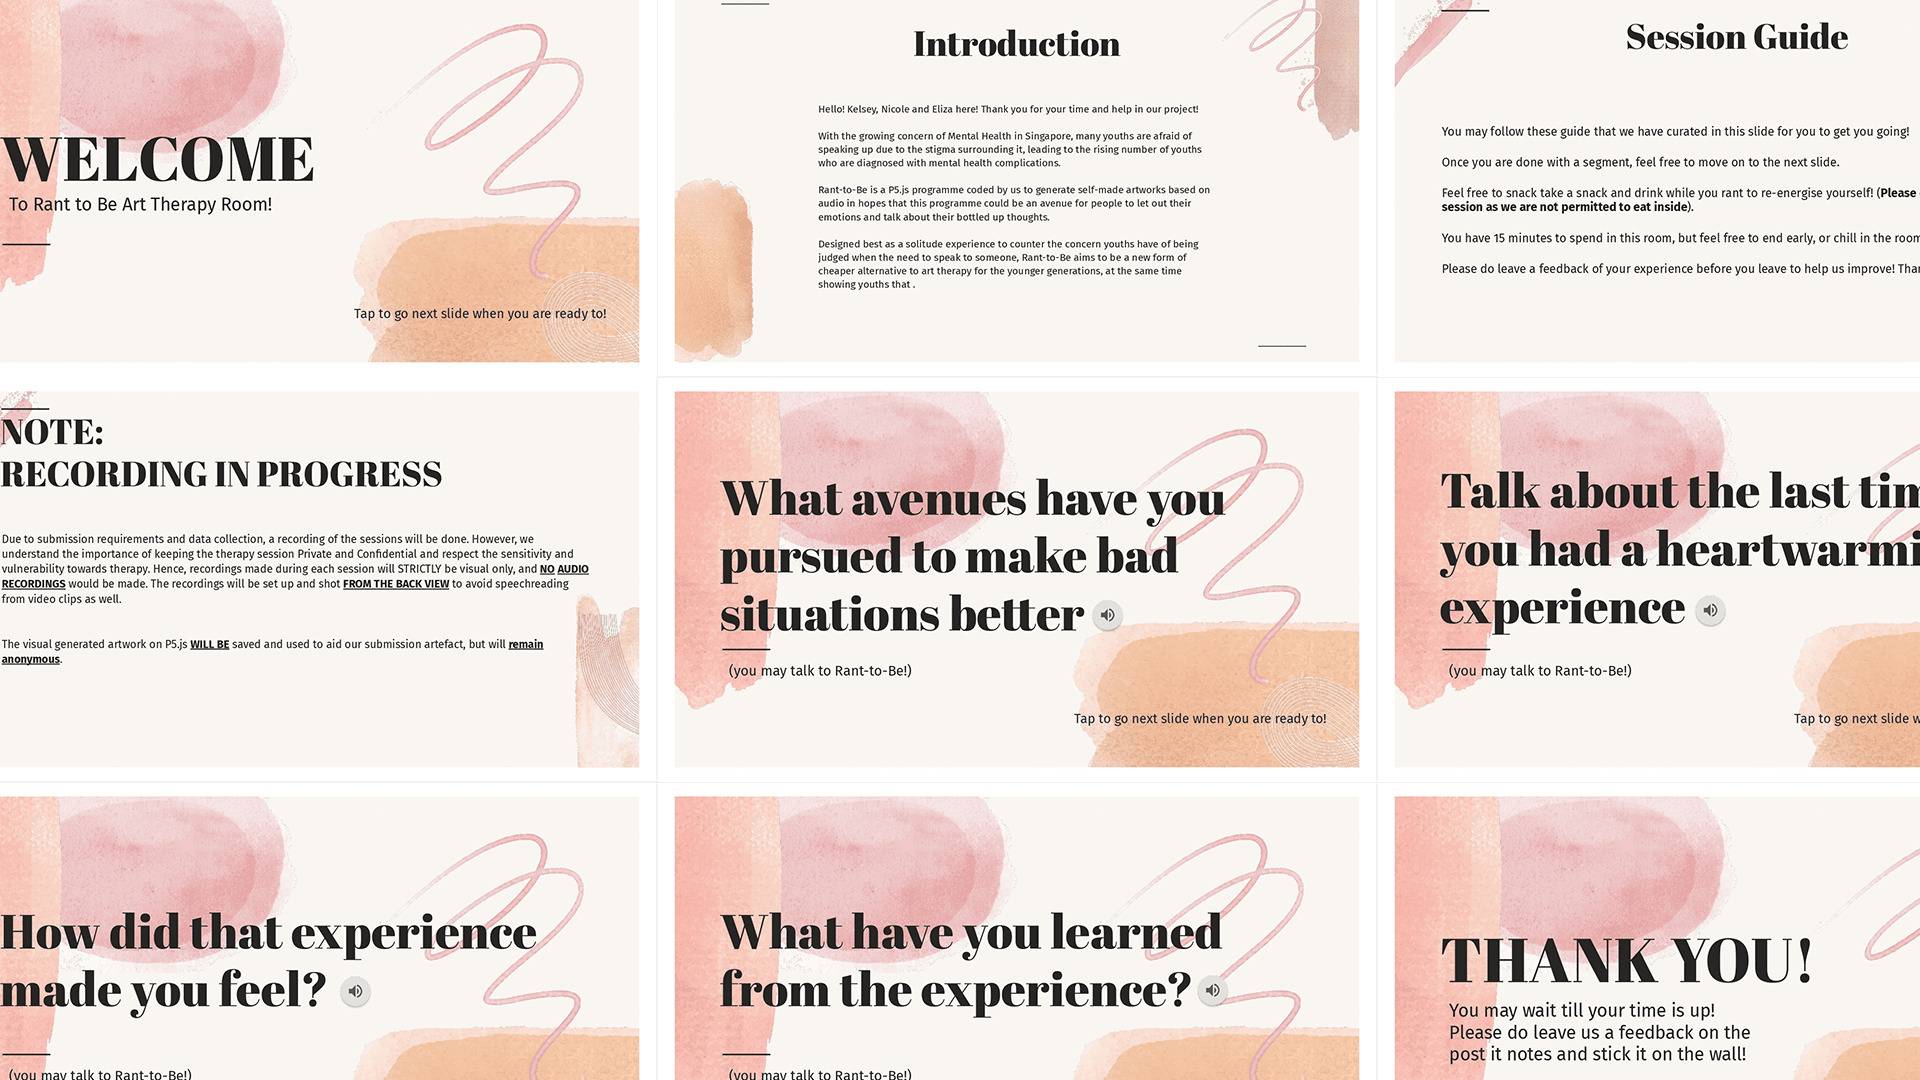 WELCOME
To Rant to Be Art Therapy Room!
Tap to go next slide when you are ready to!
Introduction
Hello! Kelsey, Nicole and Eliza here! Thank you for your time and help in our project!
With the growing concern of Mental Health in Singapore, many youths are afraid of
speaking up due to the stigma surrounding it, leading to the rising number of youths
who are diagnosed with mental health complications.
Rant-to-Be is a P5.js programme coded by us to generate self-made artworks based on
audio in hopes that this programme could be an avenue for people to let out their
emotions and talk about their bottled up thoughts.
Designed best as a solitude experience to counter the concern youths have of being
judged when the need to speak to someone, Rant-to-Be aims to be a new form of
cheaper alternative to art therapy for the younger generations, at the same time
showing youths that .
Session Guide
You may follow these guide that we have curated in this slide for you to get you going!
Once you are done with a segment, feel free to move on to the next slide.
Feel free to snack take a snack and drink while you rant to re-energise yourself! (Please
session as we are not permitted to eat inside).
You have 15 minutes to spend in this room, but feel free to end early, or chill in the room
Please do leave a feedback of your experience before you leave to help us improve!
NOTE:
RECORDING IN PROGRESS
Due to submission requirements and data collection, a recording of the sessions will be done. However, we
understand the importance of keeping the therapy session Private and Confidential and respect the sensitivity and
vulnerability towards therapy. Hence, recordings made during each session will STRICTLY be visual only, and NO AUDIO
RECORDINGS would be made. The recordings will be set up and shot FROM THE BACK VIEW to avoid speechreading
from video clips as well.
The visual generated artwork on P5.js WILL BE saved and used to aid our submission artefact, but will remain
anonymous.
What avenues have you
pursued to make bad
situations better
(you may talk to Rant-to-Be!)
Tap to go next slide when you are ready to!
Talk about the last tim
you had a heartwarmi
experience
(you may talk to Rant-to-Be!)
Tap to go next slide w
How did that experience
made you feel?
(you may talk to Rant-to-Be!)
What have you learned
from the experience?
(you may talk to Rant-to-Be!)
THANK YOU!
You may wait till your time is up!
Please do leave us a feedback on the
post it notes and stick it on the wall!